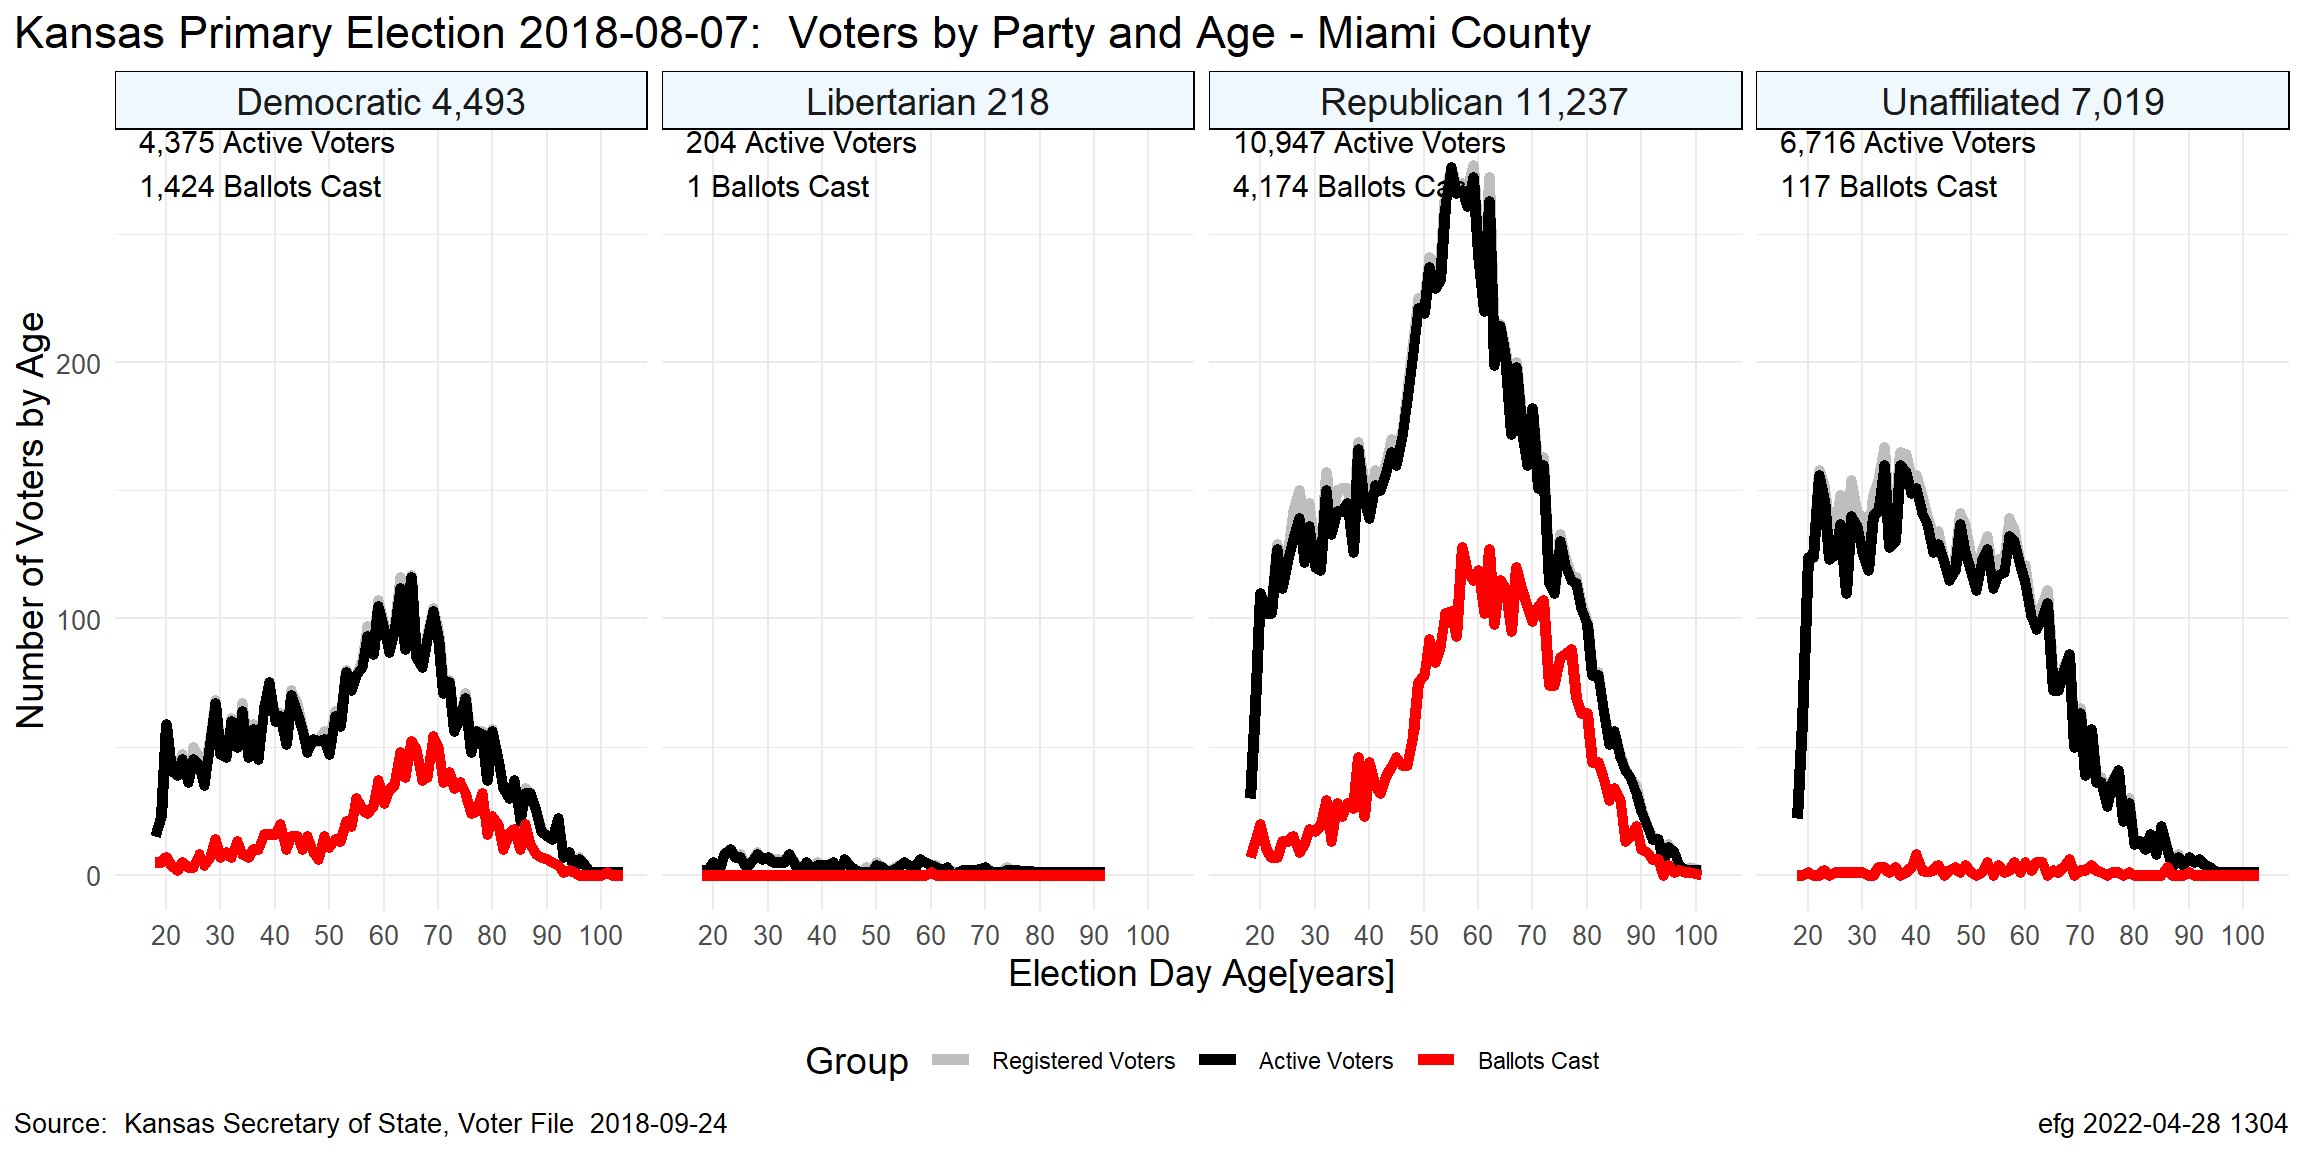 Kansas Primary Election 2018-08-07:  Voters by Party and Age - Miami County
Democratic 4,493
Libertarian 218
Republican 11,237
Unaffiliated 7,019
4,375 Active Voters
1,424 Ballots Cast
204 Active Voters
1 Ballots Cast
10,947 Active Voters
4,174 Ballots Cast
6,716 Active Voters
117 Ballots Cast
Number of Voters by Age
200
100
0
20 30 40 50 60 70 80 90 100
20 30 40 50 60 70 80 90 100
20 30 40 50 60 70 80 90 100
20 30 40 50 60 70 80 90 100
Election Day Age[years]
Group Registered Voters Active Voters Ballots Cast
Source:  Kansas Secretary of State, Voter File  2018-09-24
efg 2022-04-28 1304